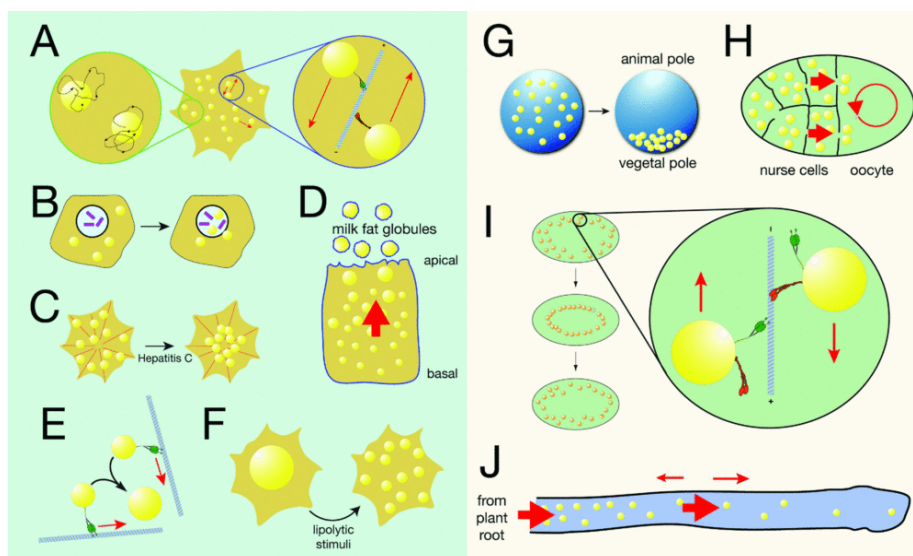 A
B
C
Hepatitis C
D
milk fat globules
apical
basal
E
F
lipolytic
stimuli
G
animal pole
vegetal pole
H
nurse cells
oocyte
I
-
+
J
from
plant
root